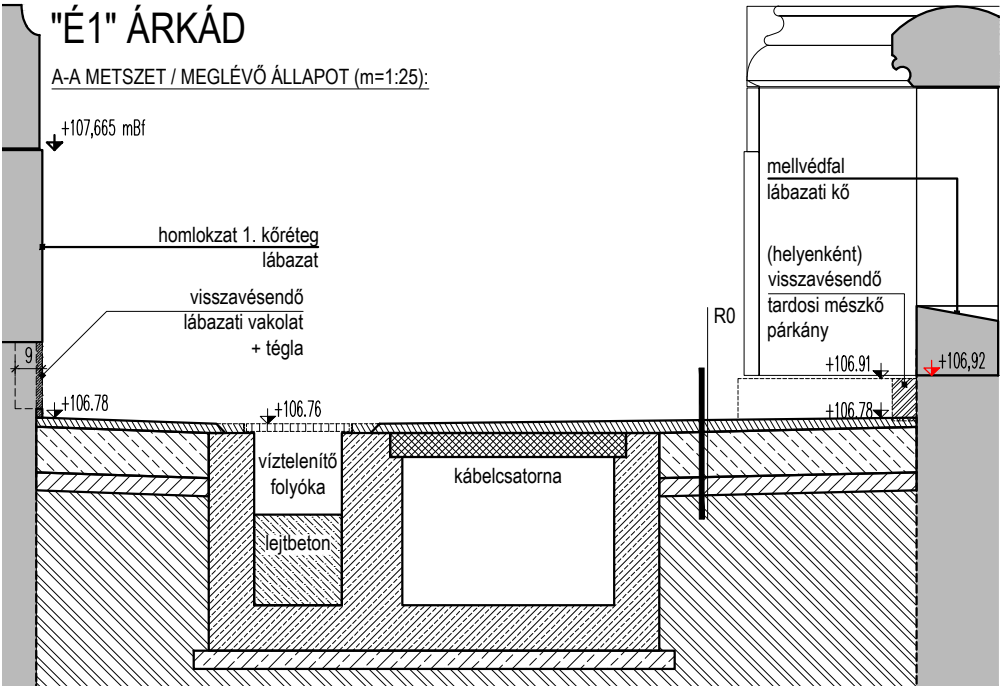 "É1" ÁRKÁD
A-A METSZET / MEGLÉVŐ ÁLLAPOT (m=1:25):
+107,665 mBf
homlokzat 1. kőréteg
lábazat
visszavésendő
lábazati vakolat
+ tégla
9
+106.78
+106.76
víztelenítő
folyóka
lejtbeton
kábelcsatorna
R0
mellvédfal
lábazati kő
(helyenként)
visszavésendő
tardosi mészkő
párkány
+106.91
+106,92
+106.78